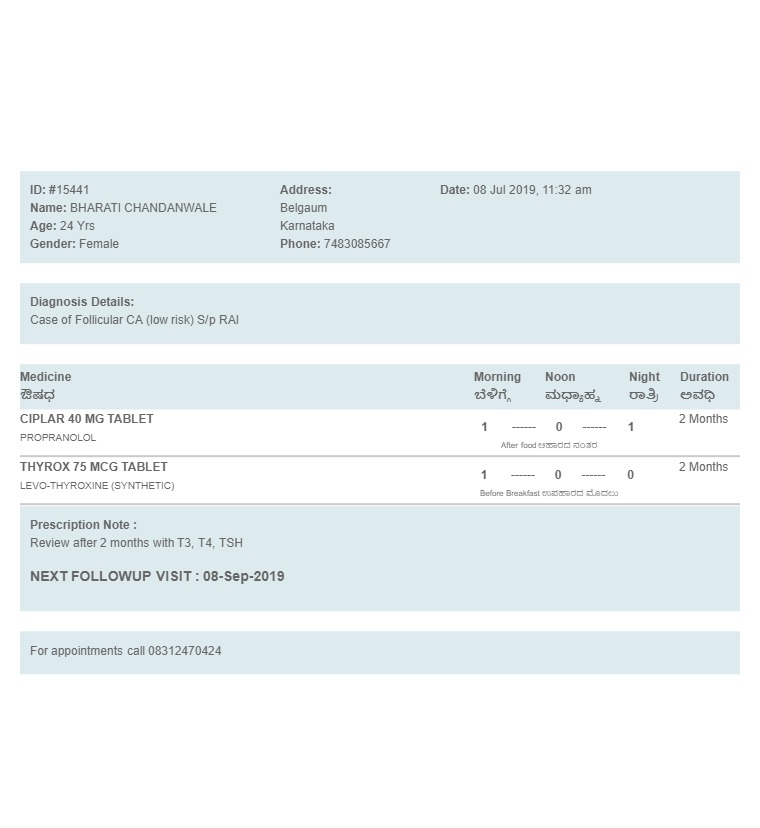 ID: #15441
Name: BHARATI CHANDANWALE
Age: 24 Yrs
Gender: Female
Address:
Belgaum
Karnataka
Phone: 7483085667
Date: 08 Jul 2019, 11:32 am
Diagnosis Details:
Case of Follicular CA (low risk) S/p RAI
Medicine Morning Noon Night Duration
ಔಷಧ ಬೆಳಿಗ್ಗೆ ಮಧ್ಯಾಹ್ನ ರಾತ್ರಿ ಅವಧಿ
CIPLAR 40 MG TABLET 2 Months
1 ------ 0 ------ 1
PROPRANOLOL
After food ಆಹಾರದ ನಂತರ
THYROX 75 MCG TABLET 2 Months
1 ------ 0 ------ 0
LEVO-THYROXINE (SYNTHETIC)
Before Breakfast ಉಪಹಾರದ ಮೊದಲು
Prescription Note :
Review after 2 months with T3, T4, TSH
NEXT FOLLOWUP VISIT : 08-Sep-2019
For appointments call 08312470424